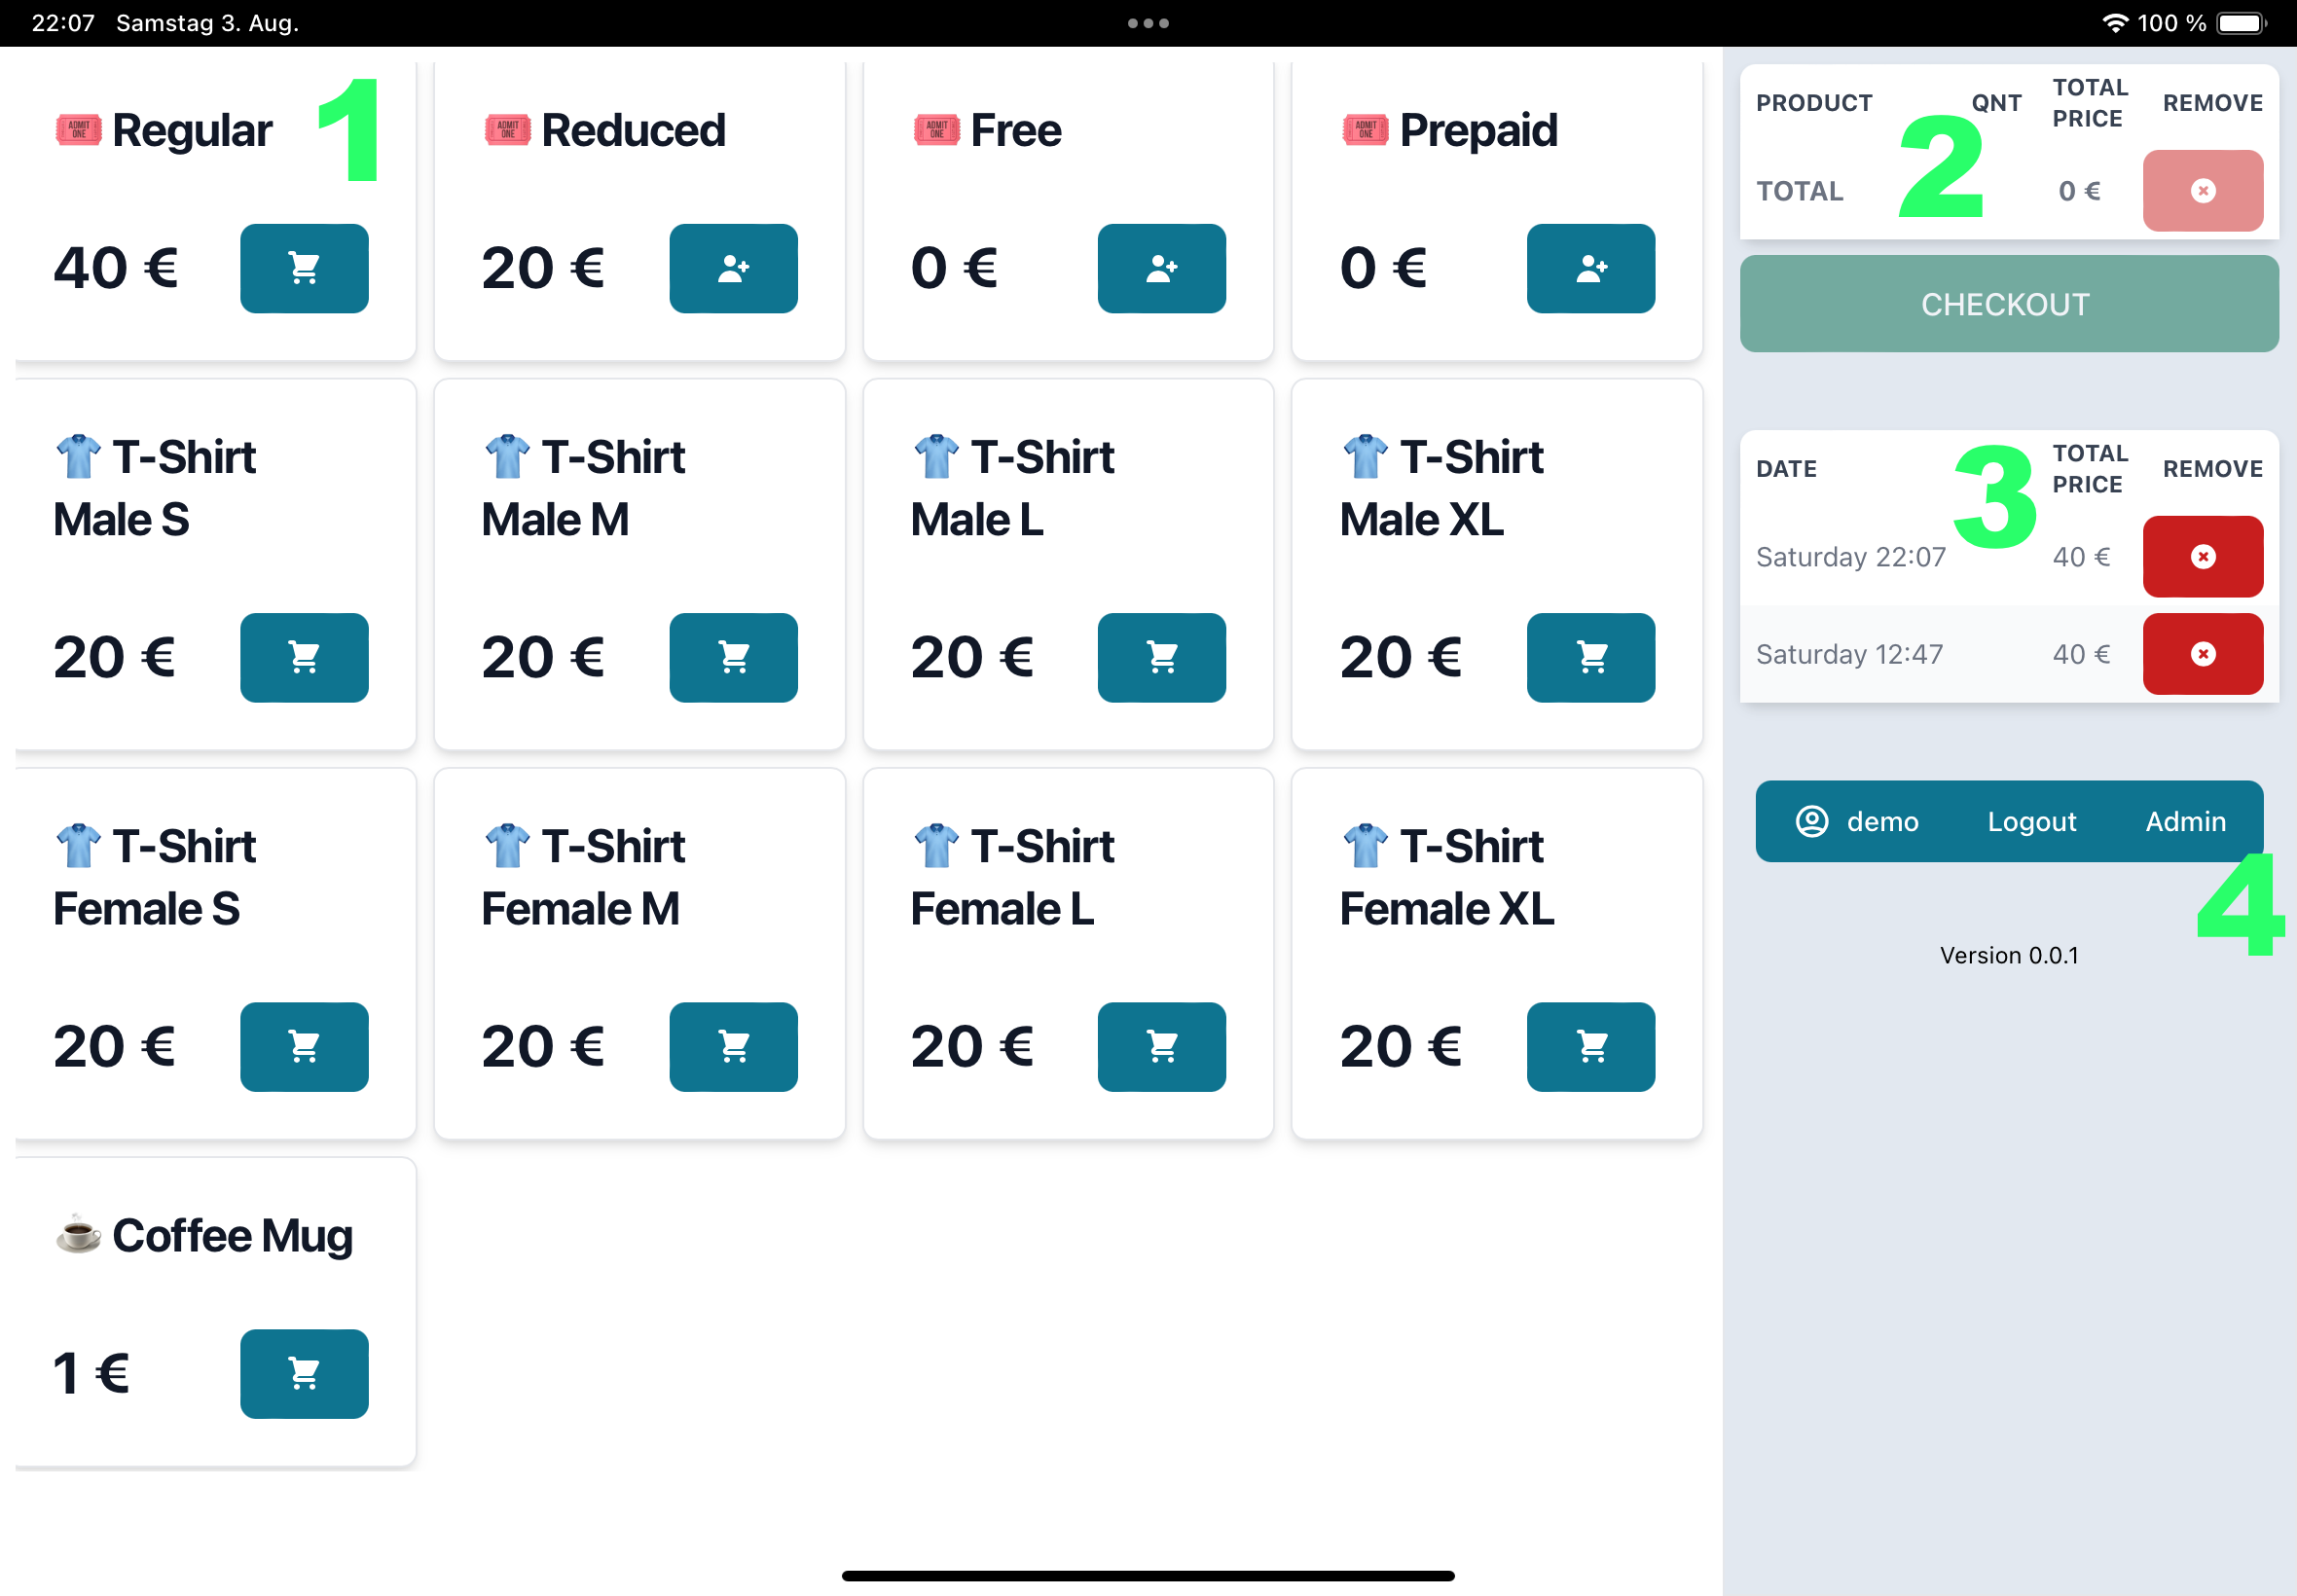 22:07 Samstag 3. Aug.
100 %
ADMIT ONE Regular
1
40 €
ADMIT ONE Reduced
20 €
ADMIT ONE Free
0 €
ADMIT ONE Prepaid
0 €
T-Shirt
Male S
20 €
T-Shirt
Male M
20 €
T-Shirt
Male L
20 €
T-Shirt
Male XL
20 €
T-Shirt
Female S
20 €
T-Shirt
Female M
20 €
T-Shirt
Female L
20 €
T-Shirt
Female XL
20 €
Coffee Mug
1 €
PRODUCT QNT TOTAL PRICE REMOVE
2
TOTAL 0 €
CHECKOUT
DATE TOTAL PRICE REMOVE
3
Saturday 22:07 40 €
Saturday 12:47 40 €
demo Logout Admin
4
Version 0.0.1